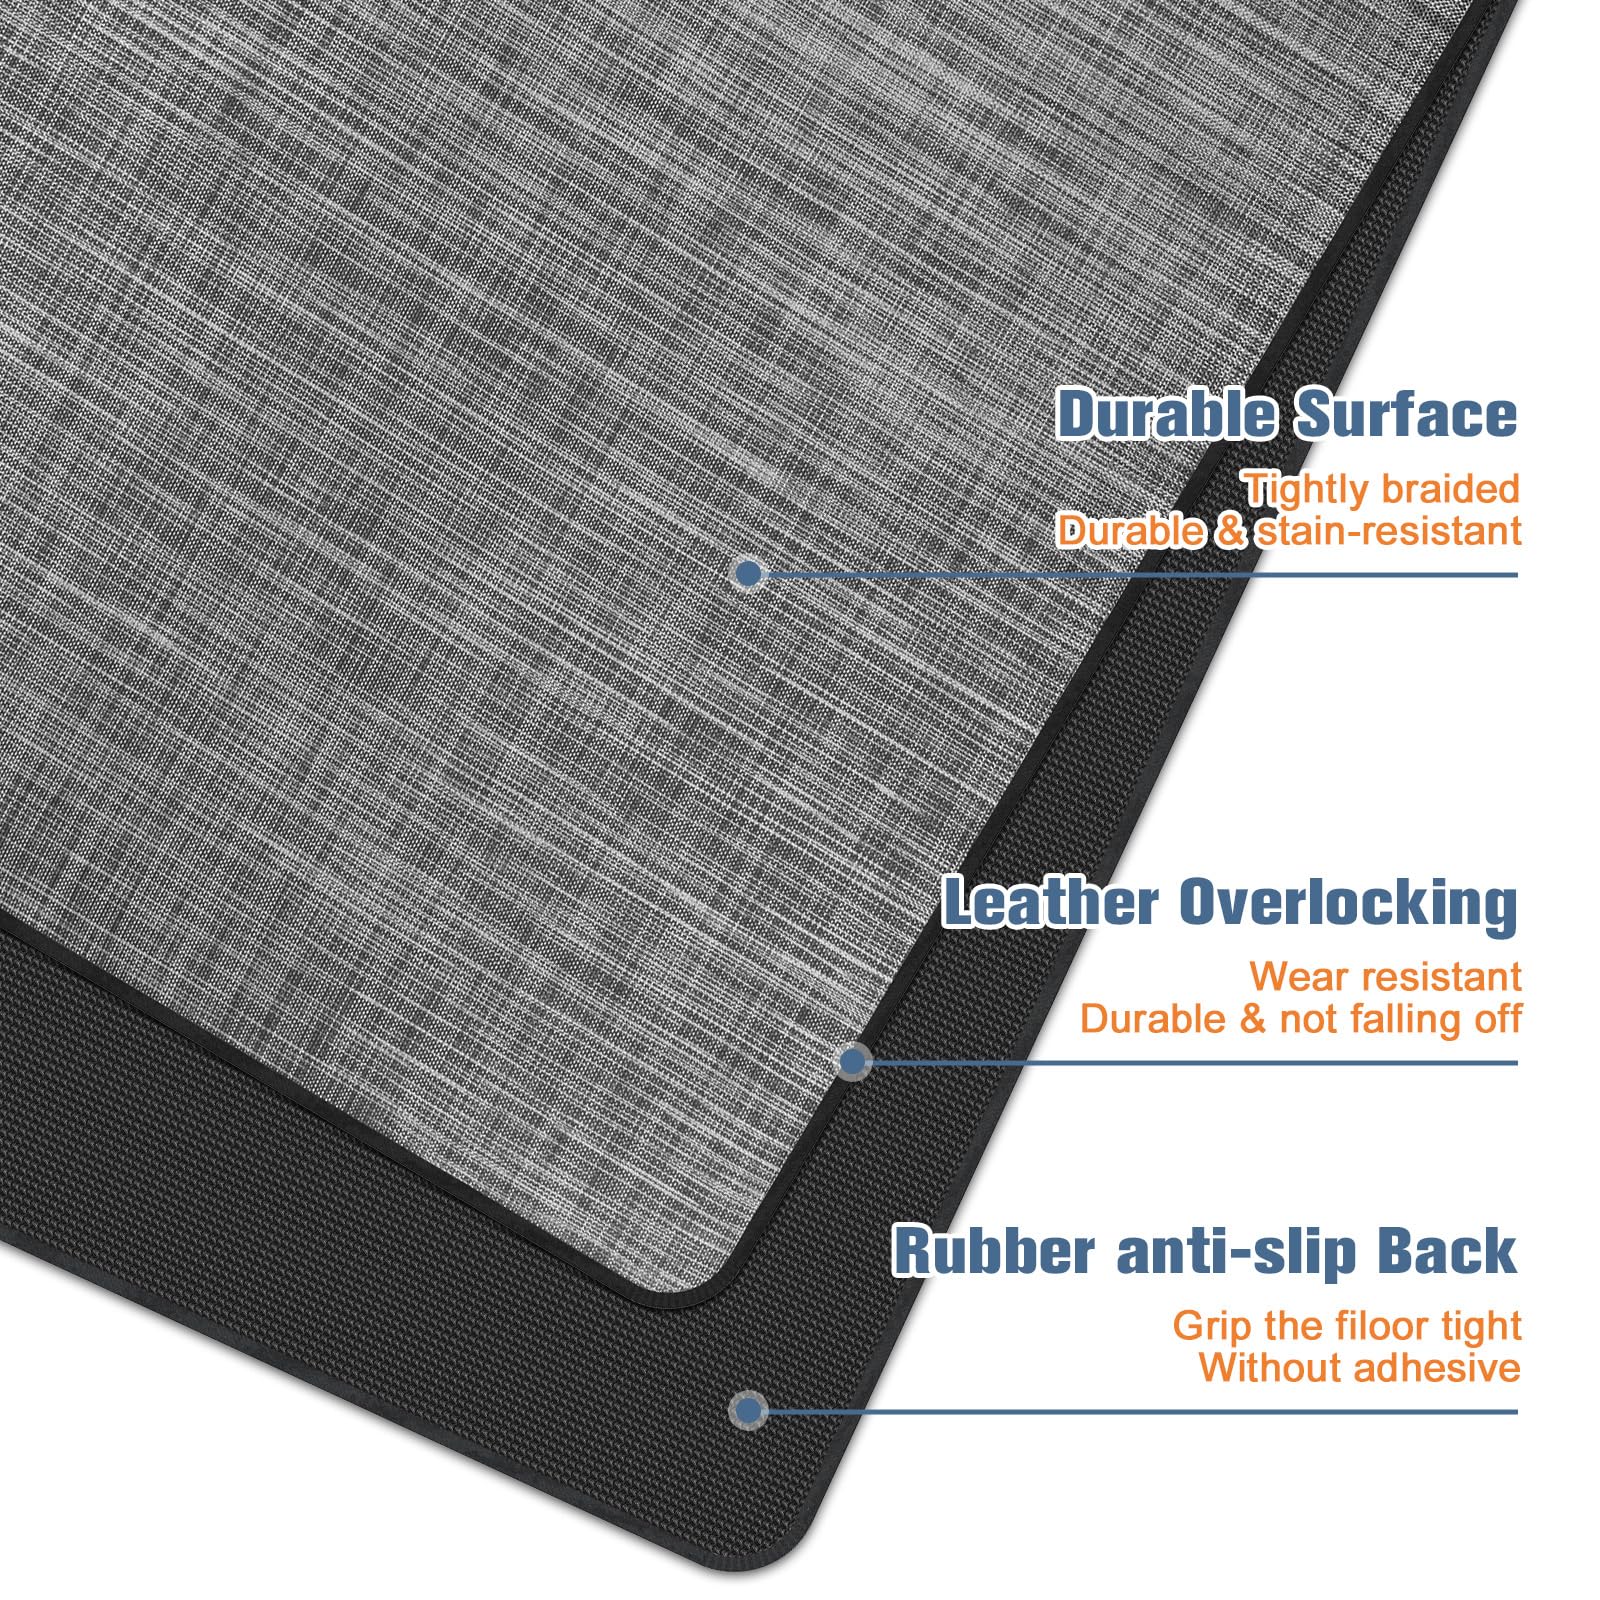 Durable Surface
Tightly braided
Durable & stain-resistant
Leather Overlocking
Wear resistant
Durable & not falling off
Rubber anti-slip Back
Grip the filoor tight
Without adhesive